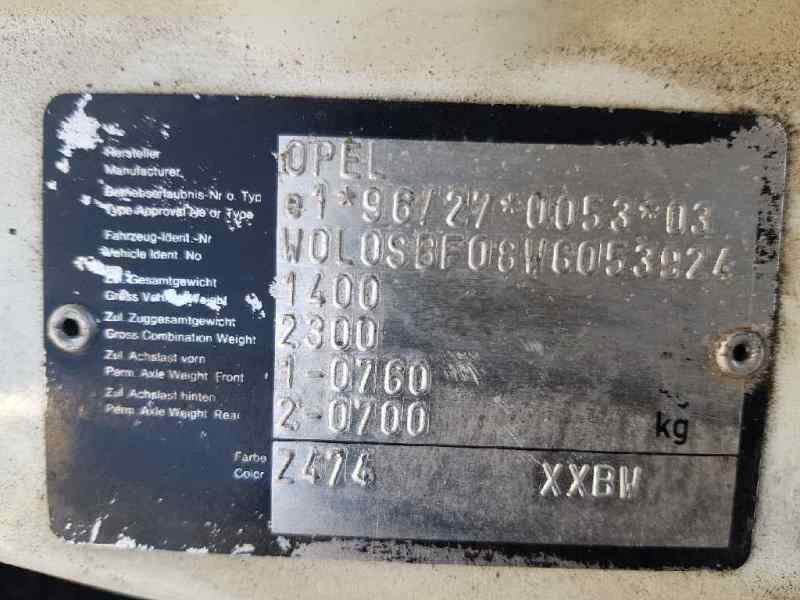 Hersteller
Manufacturer
OPEL
Betriebserlaubnis-Nr o. Typ
Type Approval No or Type
e1*96/27*0053*03
Fahrzeug-Ident.-Nr
Vehicle Ident. No
W0L0SBF08W6053924
Zul. Gesamtgewicht
Gross Vehicle Weight
1400
Zul. Zuggesamtgewicht
Gross Combination Weight
2300
Zul. Achslast vorn
Perm. Axle Weight Front
1-0760
Zul. Achslast hinten
Perm. Axle Weight Rear
2-0700 kg
Farbe
Color
Z474 XXBW